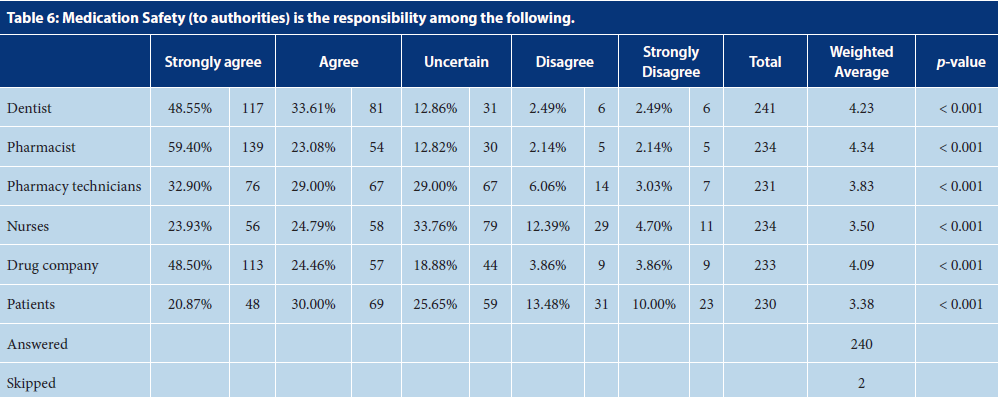 Table 6: Medication Safety (to authorities) is the responsibility among the following.
Strongly agree Agree Uncertain Disagree Strongly Disagree Total Weighted Average p-value
Dentist 48.55% 117 33.61% 81 12.86% 31 2.49% 6 2.49% 6 241 4.23 < 0.001
Pharmacist 59.40% 139 23.08% 54 12.82% 30 2.14% 5 2.14% 5 234 4.34 < 0.001
Pharmacy technicians 32.90% 76 29.00% 67 29.00% 67 6.06% 14 3.03% 7 231 3.83 < 0.001
Nurses 23.93% 56 24.79% 58 33.76% 79 12.39% 29 4.70% 11 234 3.50 < 0.001
Drug company 48.50% 113 24.46% 57 18.88% 44 3.86% 9 3.86% 9 233 4.09 < 0.001
Patients 20.87% 48 30.00% 69 25.65% 59 13.48% 31 10.00% 23 230 3.38 < 0.001
Answered 240
Skipped 2